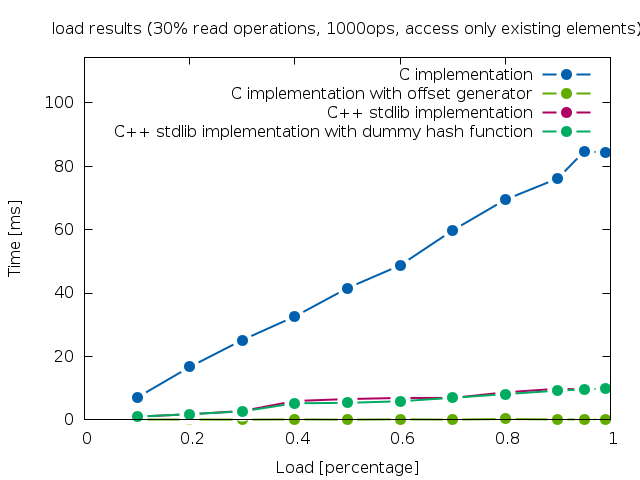 load results (30% read operations, 1000ops, access only existing elements)
C implementation
C implementation with offset generator
C++ stdlib implementation
C++ stdlib implementation with dummy hash function
100
80
60
40
20
0
Time [ms]
0 0.2 0.4 0.6 0.8 1
Load [percentage]